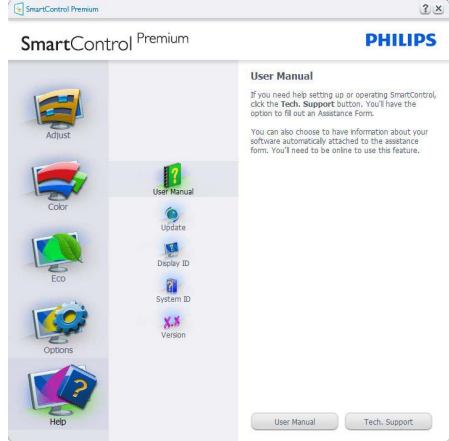 SmartControl Premium
SmartControl Premium
PHILIPS
Adjust
Color
Eco
Options
Help
User Manual
Update
Display ID
System ID
X.X
Version
User Manual
If you need help setting up or operating SmartControl,
click the Tech. Support button. You'll have the
option to fill out an Assistance Form.
You can also choose to have information about your
software automatically attached to the assistance
form. You'll need to be online to use this feature.
User Manual
Tech. Support